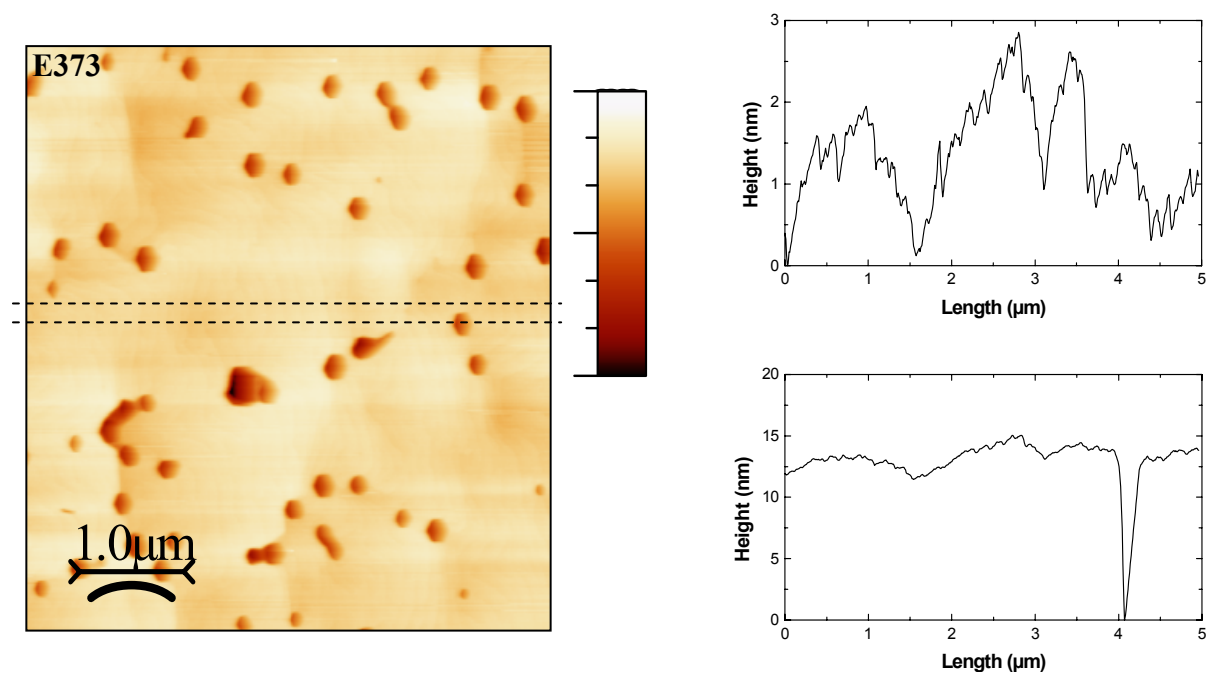 E373
1.0μm
3
2
1
0
Height (nm)
0 1 2 3 4 5
Length (μm)
20
15
10
5
0
Height (nm)
0 1 2 3 4 5
Length (μm)